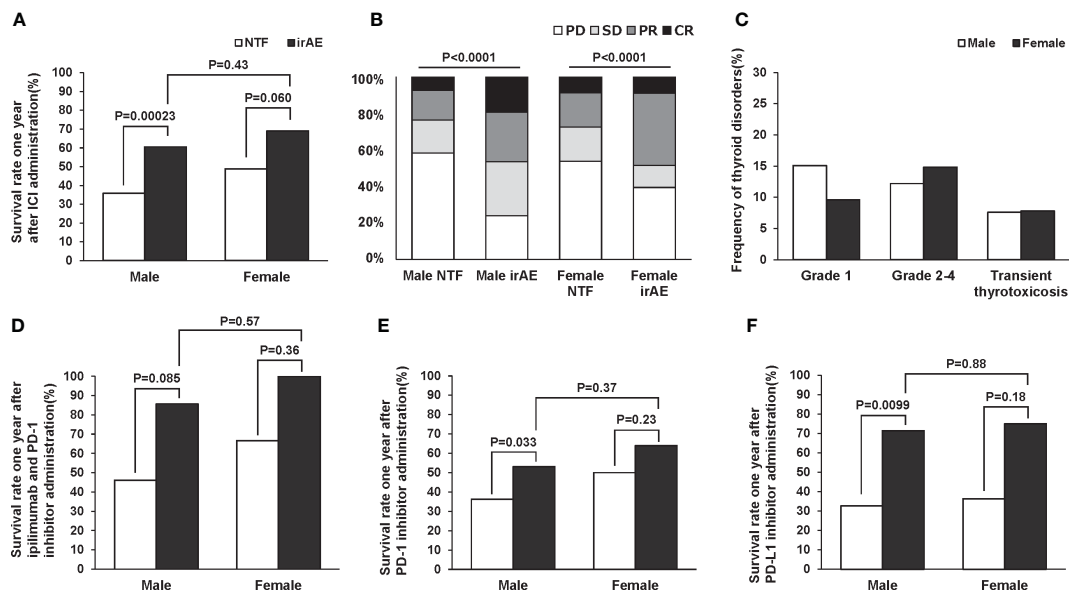 A
NTF irAE
Survival rate one year
after ICI administration(%)
100
90
80
70
60
50
40
30
20
10
0
P=0.43
P=0.00023
P=0.060
Male Female
B
PD SD PR CR
P<0.0001 P<0.0001
100%
80%
60%
40%
20%
0%
Male NTF Male irAE Female NTF Female irAE
C
Male Female
Frequency of thyroid disorders(%)
30
25
20
15
10
5
0
Grade 1 Grade 2-4 Transient
thyrotoxicosis
D
Survival rate one year after
ipilimumab and PD-1
inhibitor administration(%)
P=0.57
P=0.36
P=0.085
100
90
80
70
60
50
40
30
20
10
0
Male Female
E
Survival rate one year after
PD-1 inhibitor administration(%)
P=0.37
P=0.23
P=0.033
100
90
80
70
60
50
40
30
20
10
0
Male Female
F
Survival rate one year after
PD-L1 inhibitor administration(%)
P=0.88
P=0.18
P=0.0099
100
90
80
70
60
50
40
30
20
10
0
Male Female